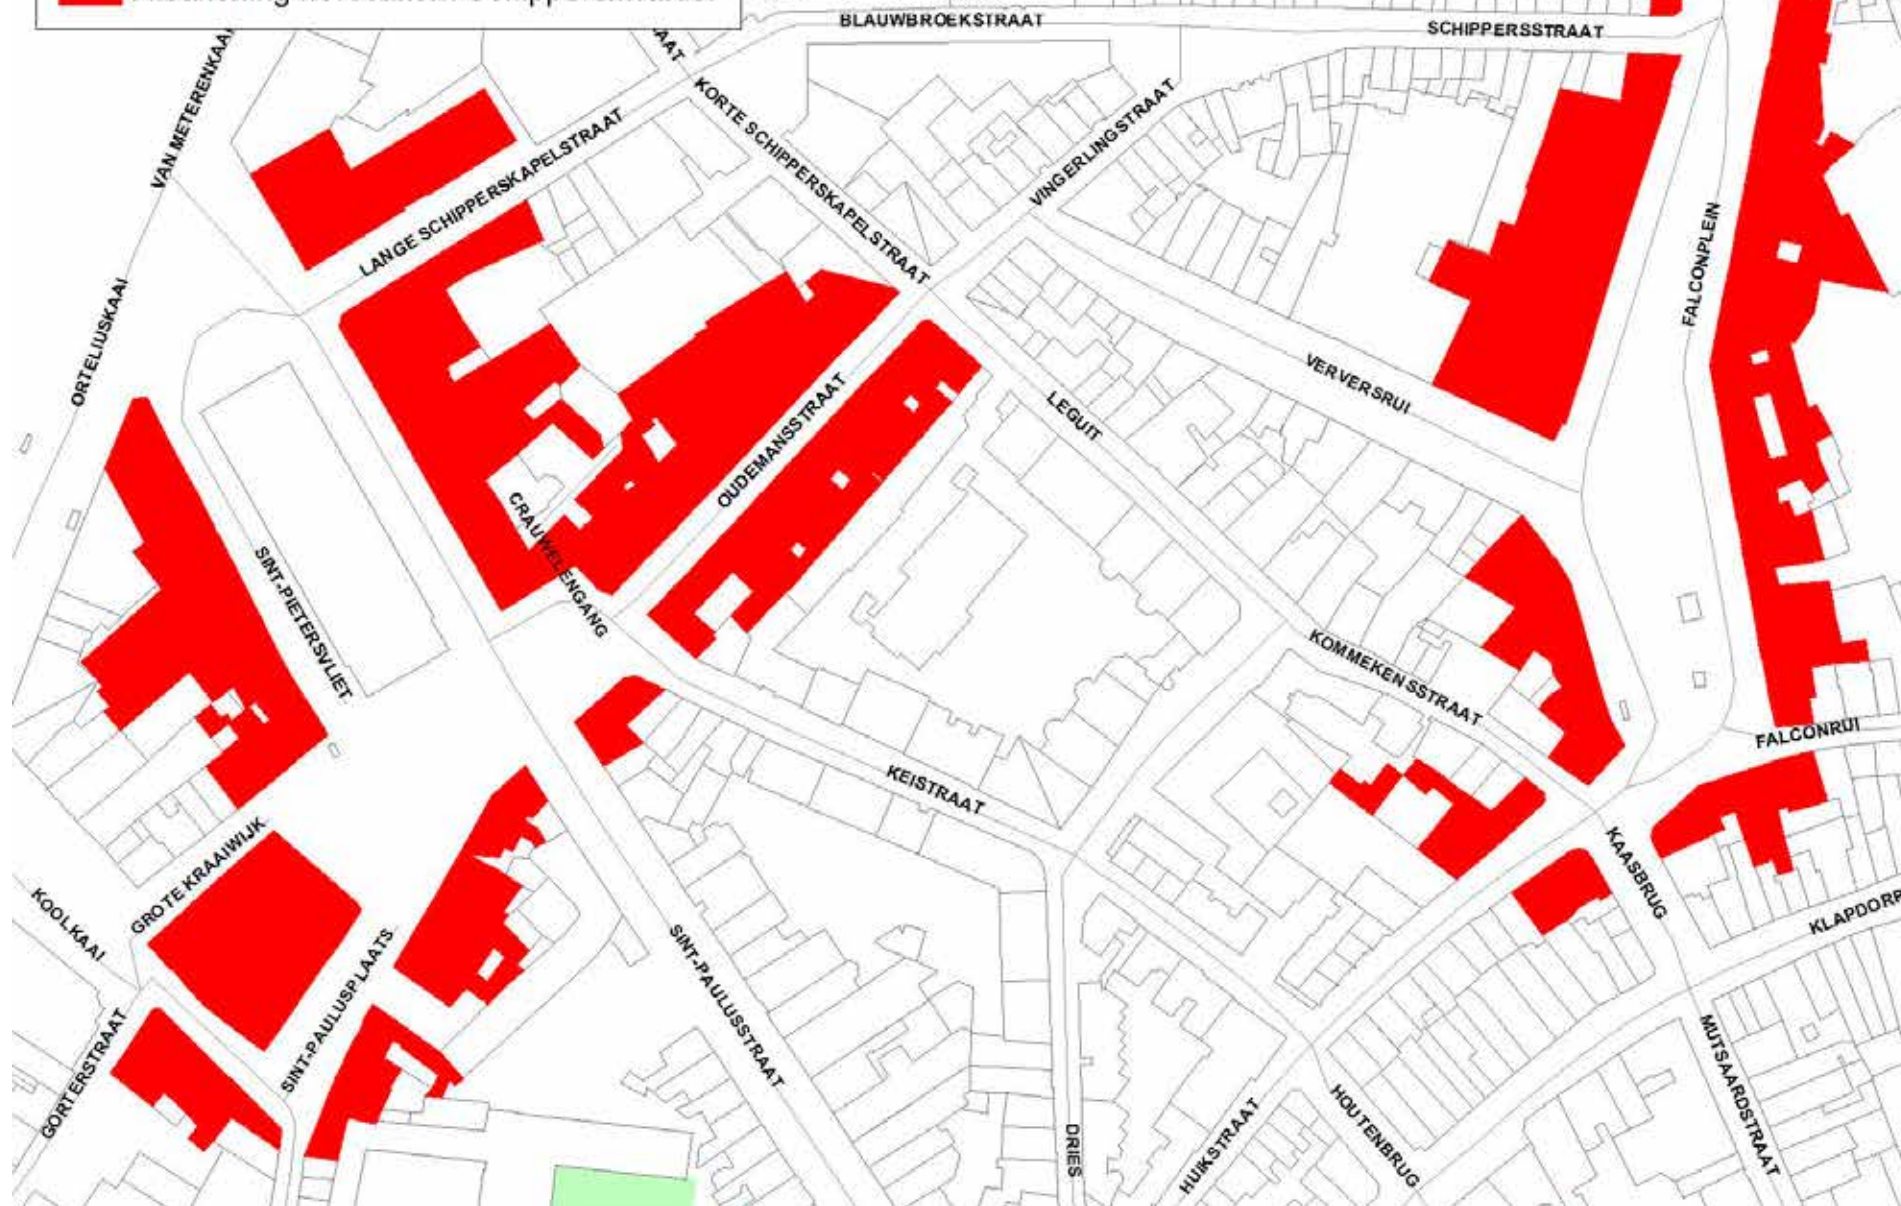 BLAUWBROEKSTRAAT
SCHIPPERSSTRAAT
VAN METERENKAAI
KORTE SCHIPPERSKAPELSTRAAT
LANGE SCHIPPERSKAPELSTRAAT
VINGERLINGSTRAAT
FALCONPLEIN
ORTELIUSKAAI
VERVERSRUI
LEGUIT
OUDEMANSSTRAAT
CRAUWELENGANG
SINT-PIETERSVLIET
KOMMEKENSSTRAAT
FALCONRUI
KEISTRAAT
GROTE KRAAIWIJK
KAASBRUG
KOOLKAAI
KLAPDORP
SINT-PAULUSPLAATS
SINT-PAULUSSTRAAT
GORTERSTRAAT
MUTSAARDSTRAAT
DRIES
HUIKSTRAAT
HOUTENBRUG